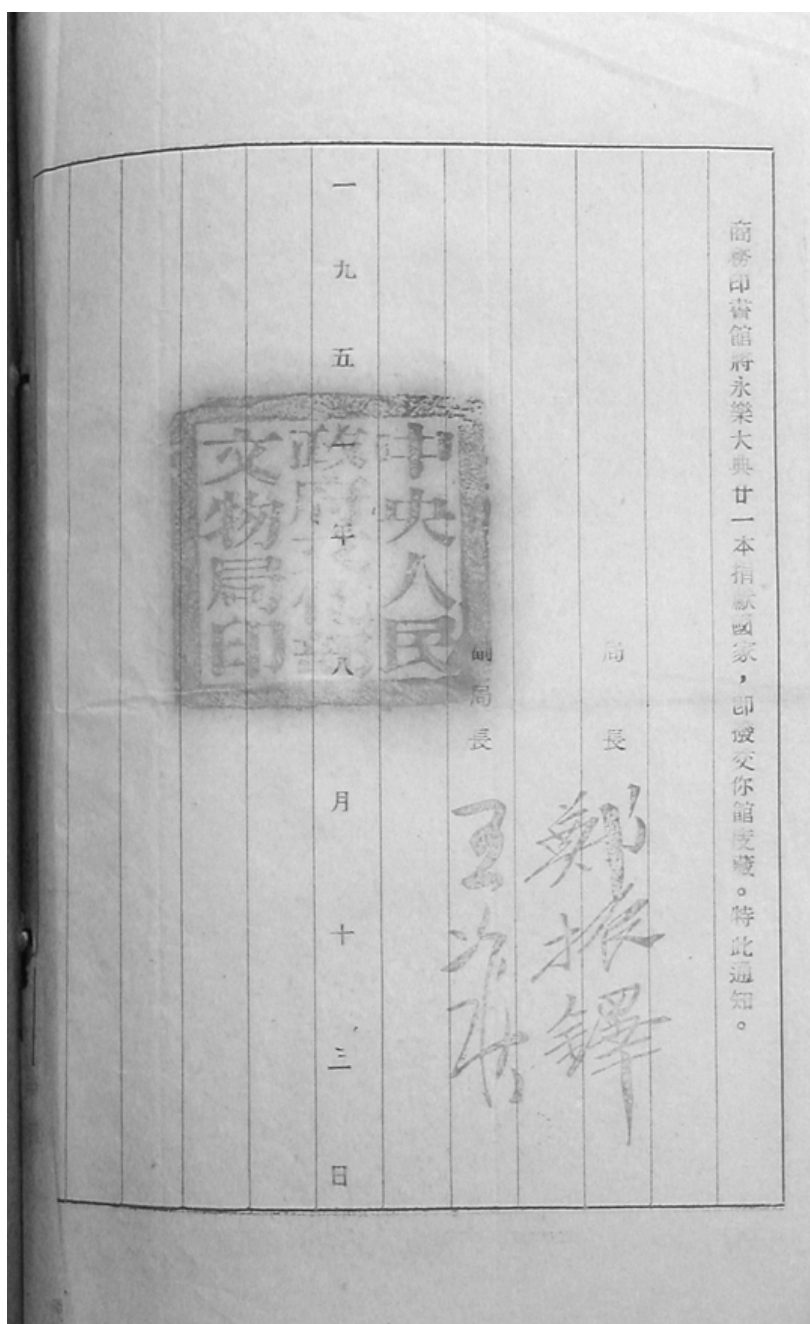 商務印書館將永樂大典廿一本捐獻國家，即撥交你館庋藏。特此通知。
局長 鄭振鐸
副局長 王冶秋
一九五一年八月十三日
中央人民
政府文化部
文物局印